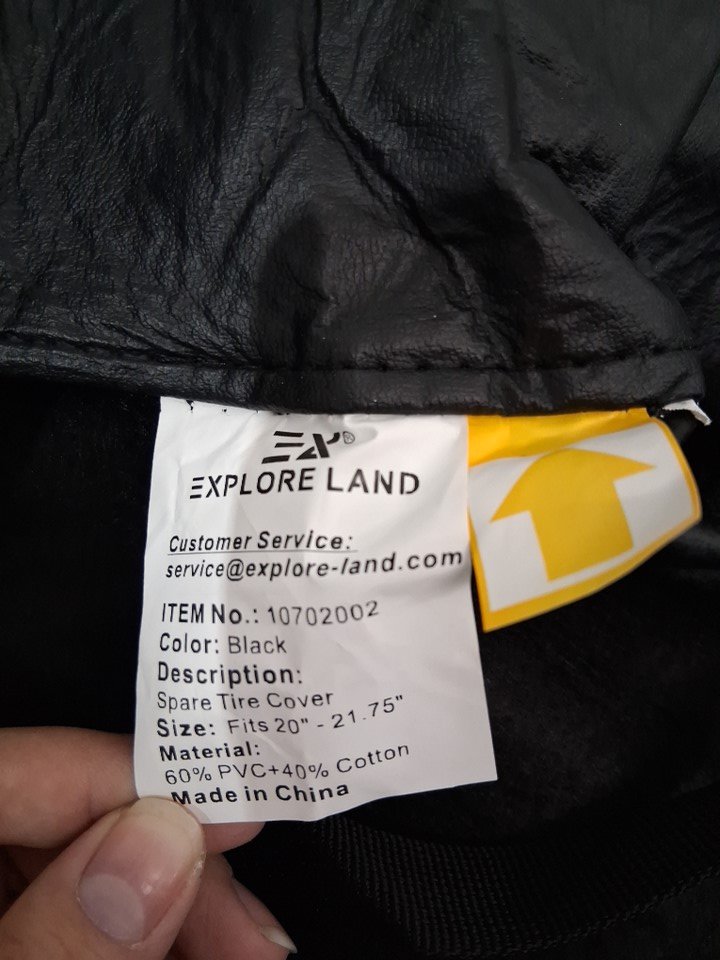 EX®
EXPLORE LAND
Customer Service:
service@explore-land.com
ITEM No.: 10702002
Color: Black
Description:
Spare Tire Cover
Size: Fits 20" - 21.75"
Material:
60% PVC+40% Cotton
Made in China